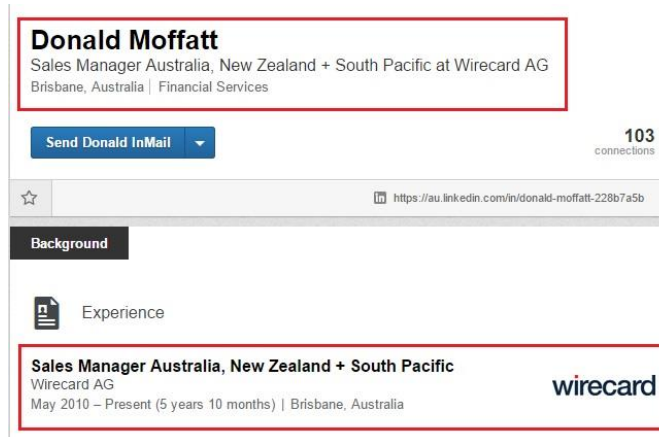 Donald Moffatt
Sales Manager Australia, New Zealand + South Pacific at Wirecard AG
Brisbane, Australia | Financial Services
Send Donald InMail
103
connections
https://au.linkedin.com/in/donald-moffatt-228b7a5b
Background
Experience
Sales Manager Australia, New Zealand + South Pacific
Wirecard AG
wirecard
May 2010 – Present (5 years 10 months) | Brisbane, Australia